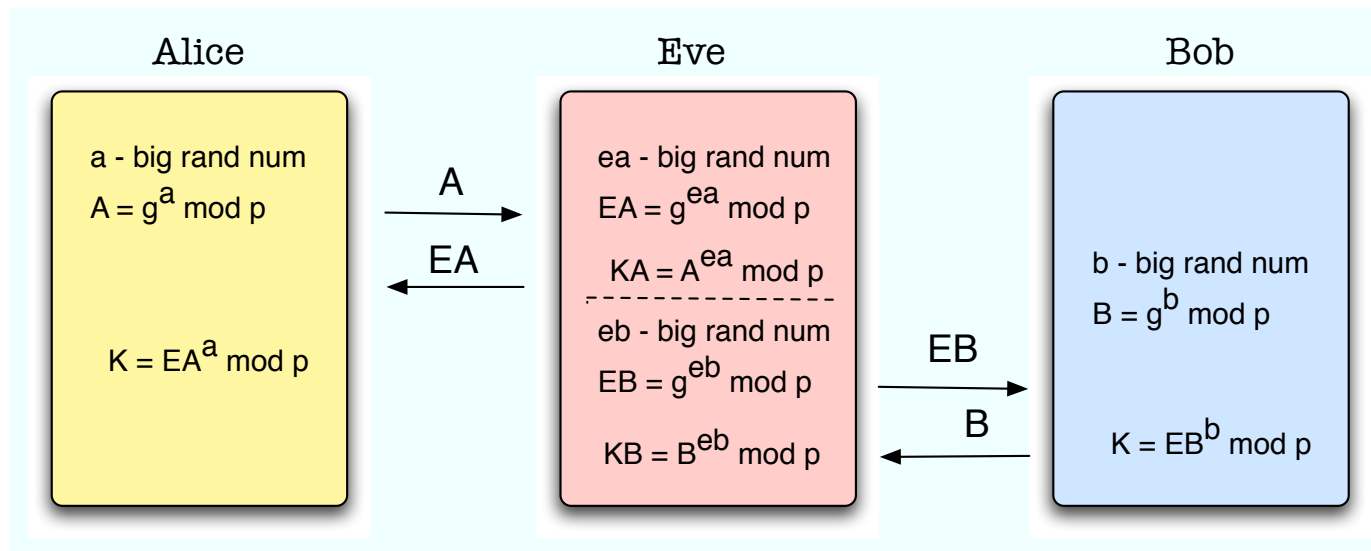 Alice
a - big rand num
A = g^a mod p
K = EA^a mod p
A
EA
Eve
ea - big rand num
EA = g^ea mod p
KA = A^ea mod p
eb - big rand num
EB = g^eb mod p
KB = B^eb mod p
EB
B
Bob
b - big rand num
B = g^b mod p
K = EB^b mod p